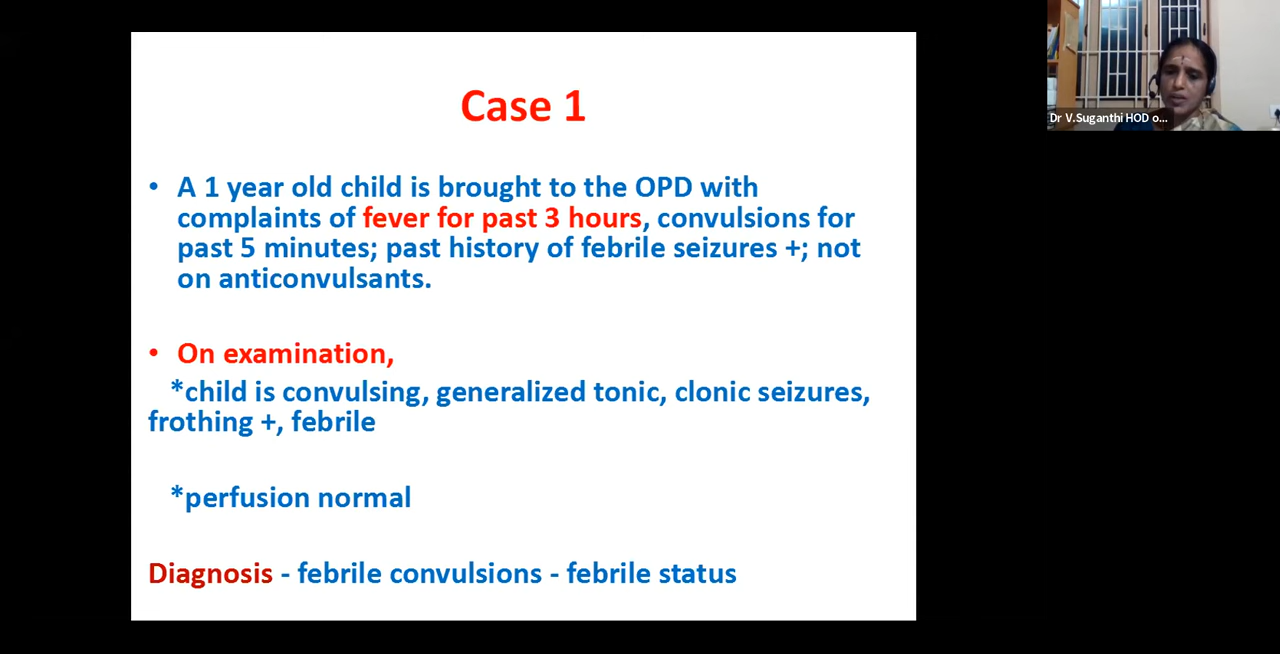 Case 1
• A 1 year old child is brought to the OPD with
complaints of fever for past 3 hours, convulsions for
past 5 minutes; past history of febrile seizures +; not
on anticonvulsants.
• On examination,
*child is convulsing, generalized tonic, clonic seizures,
frothing +, febrile
*perfusion normal
Diagnosis - febrile convulsions - febrile status
Dr V.Suganthi HOD o...